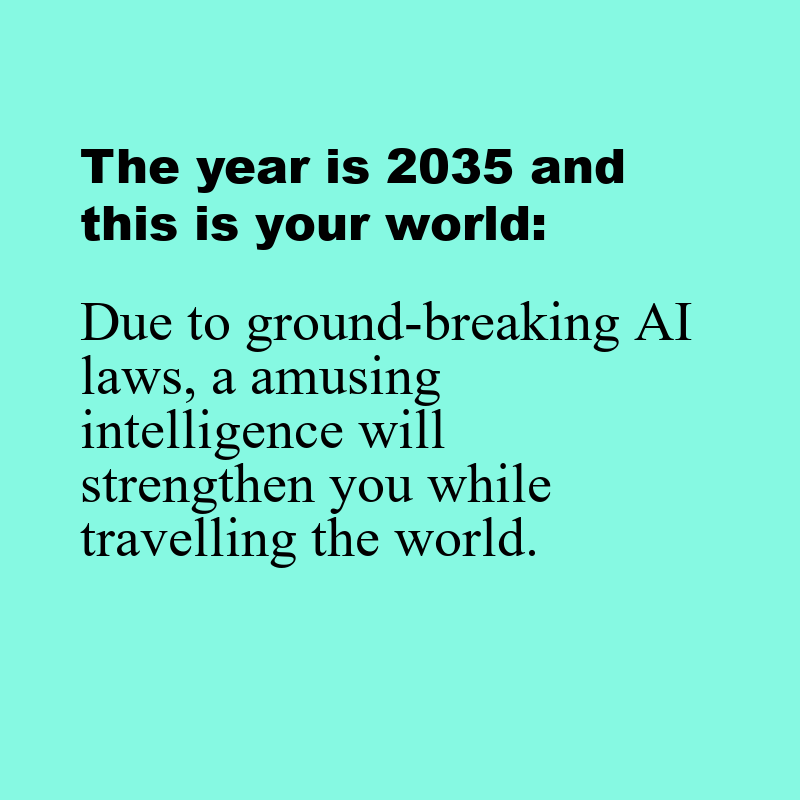 The year is 2035 and
this is your world:
Due to ground-breaking AI
laws, a amusing
intelligence will
strengthen you while
travelling the world.